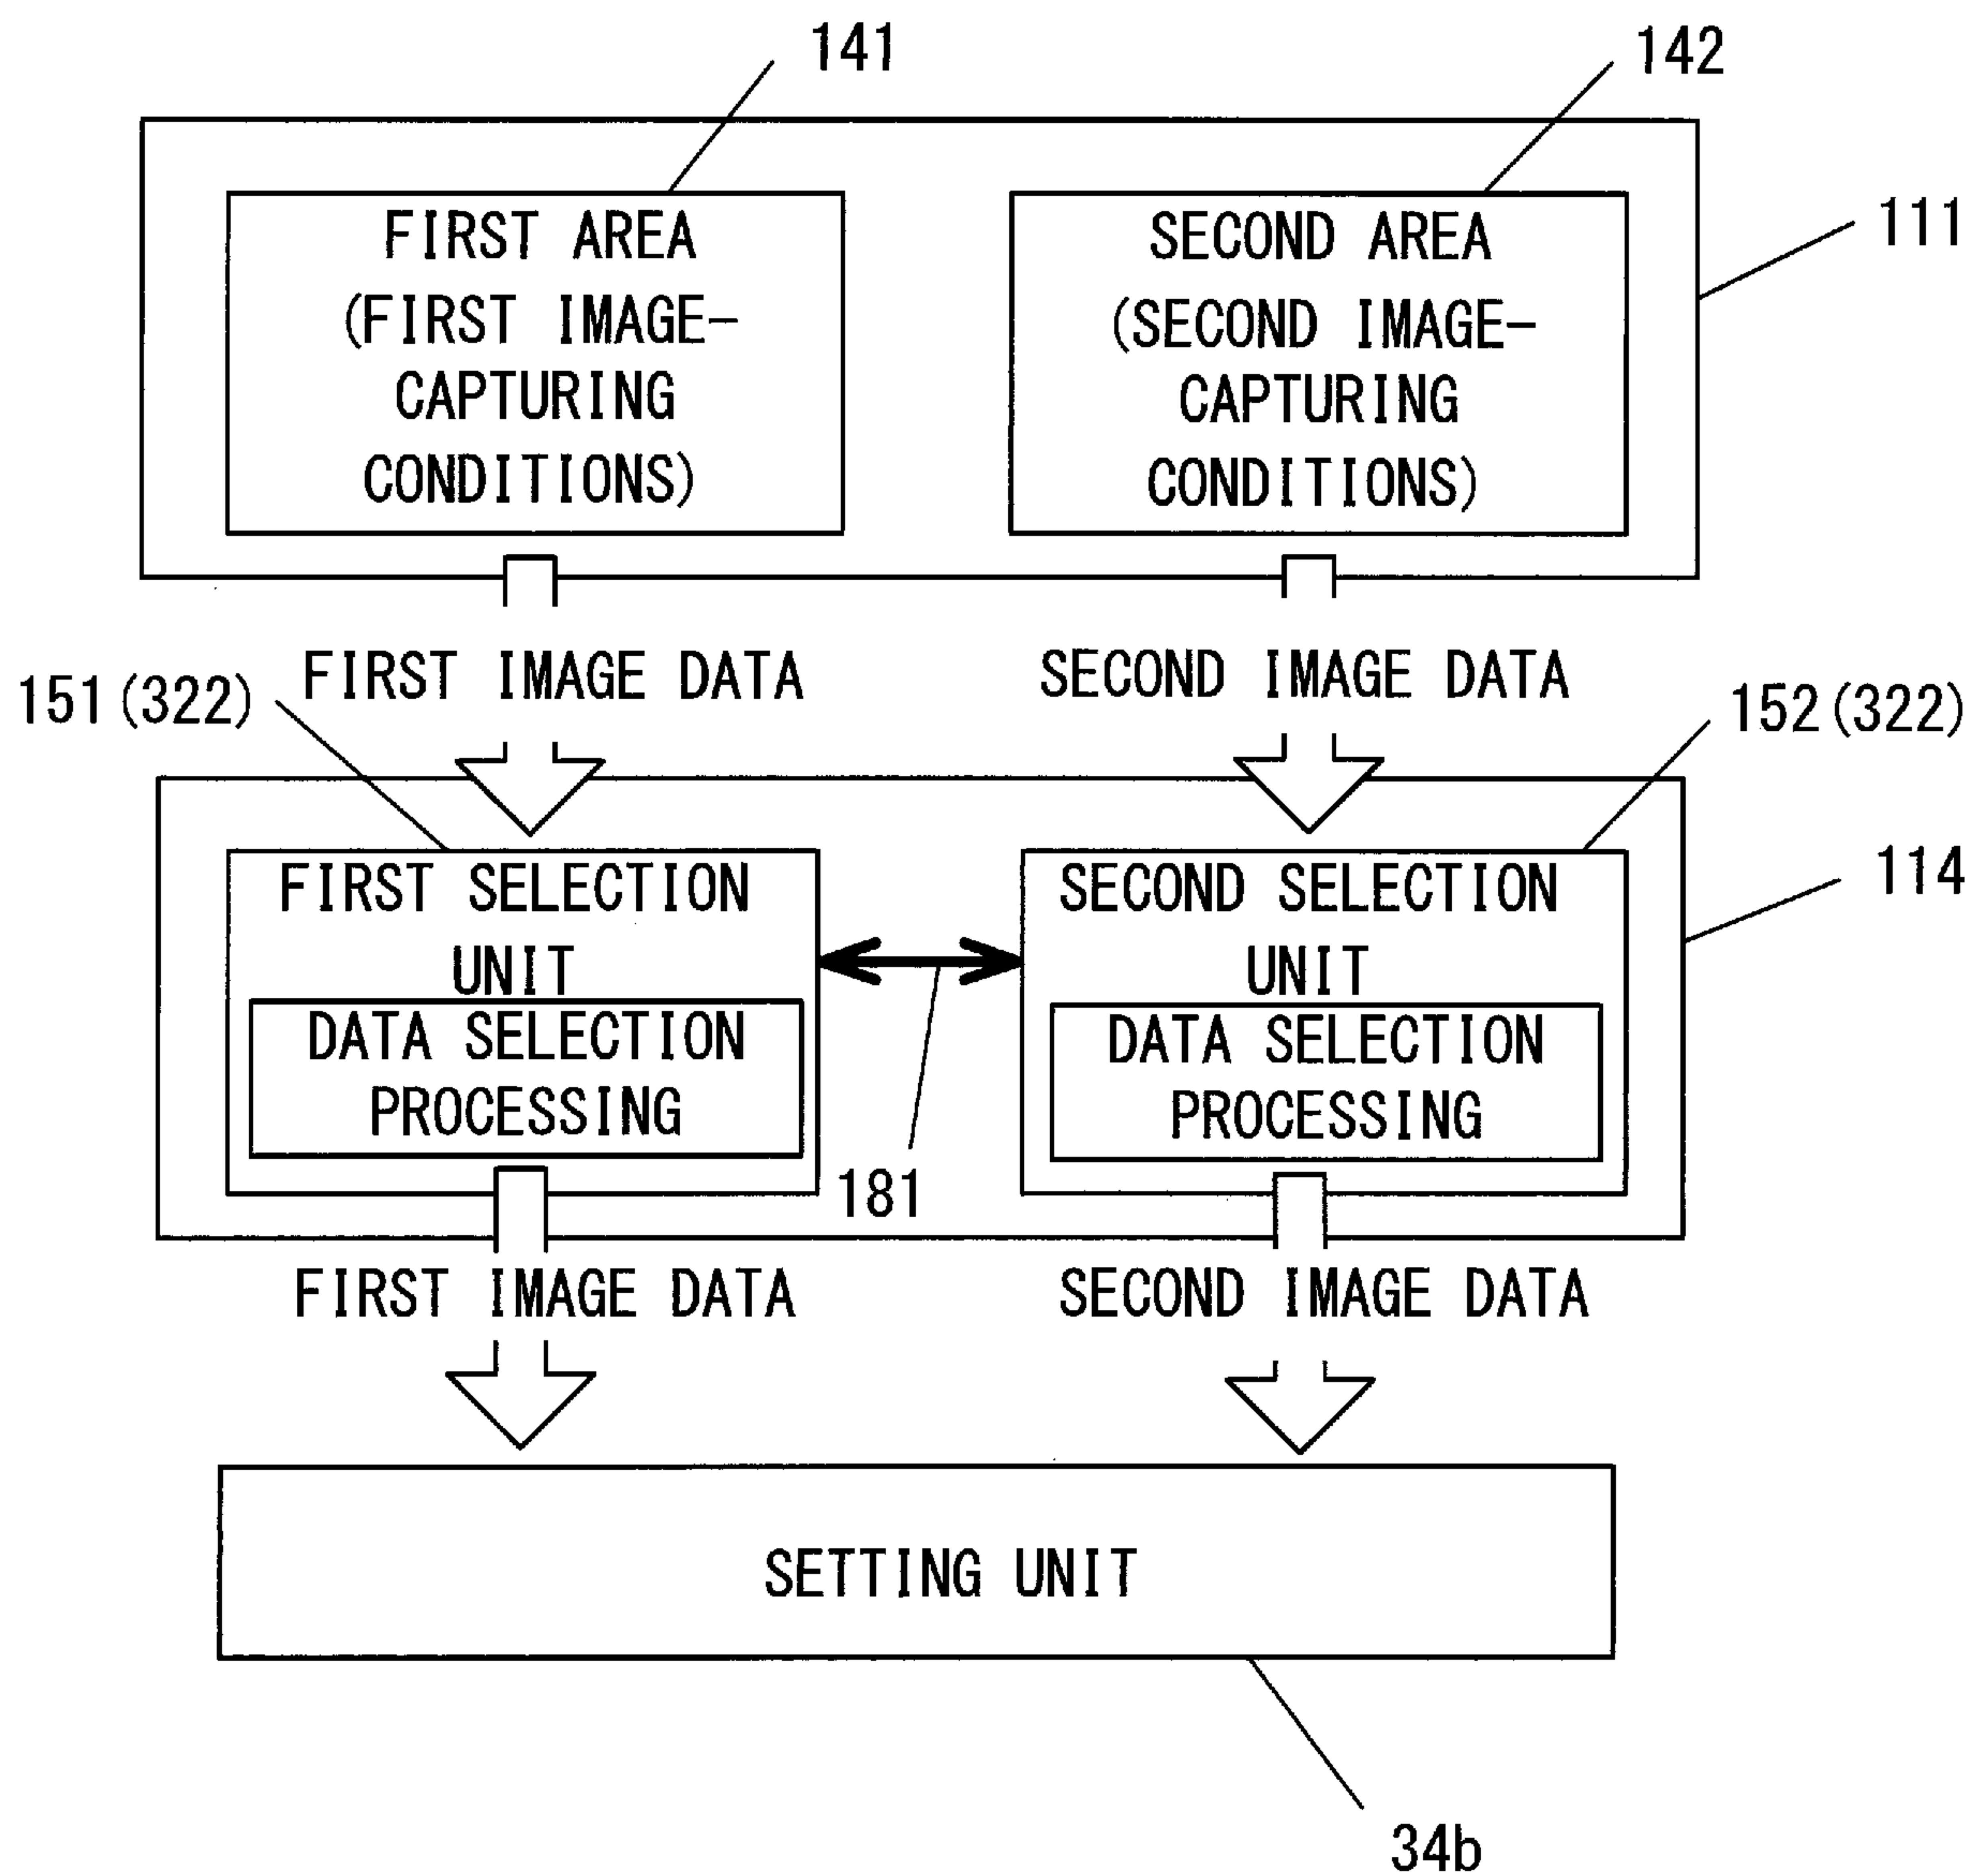 141
142
FIRST AREA
(FIRST IMAGE-
CAPTURING
CONDITIONS)
SECOND AREA
(SECOND IMAGE-
CAPTURING
CONDITIONS)
111
FIRST IMAGE DATA
SECOND IMAGE DATA
151(322)
152(322)
FIRST SELECTION
UNIT
DATA SELECTION
PROCESSING
SECOND SELECTION
UNIT
DATA SELECTION
PROCESSING
114
181
FIRST IMAGE DATA
SECOND IMAGE DATA
SETTING UNIT
34b